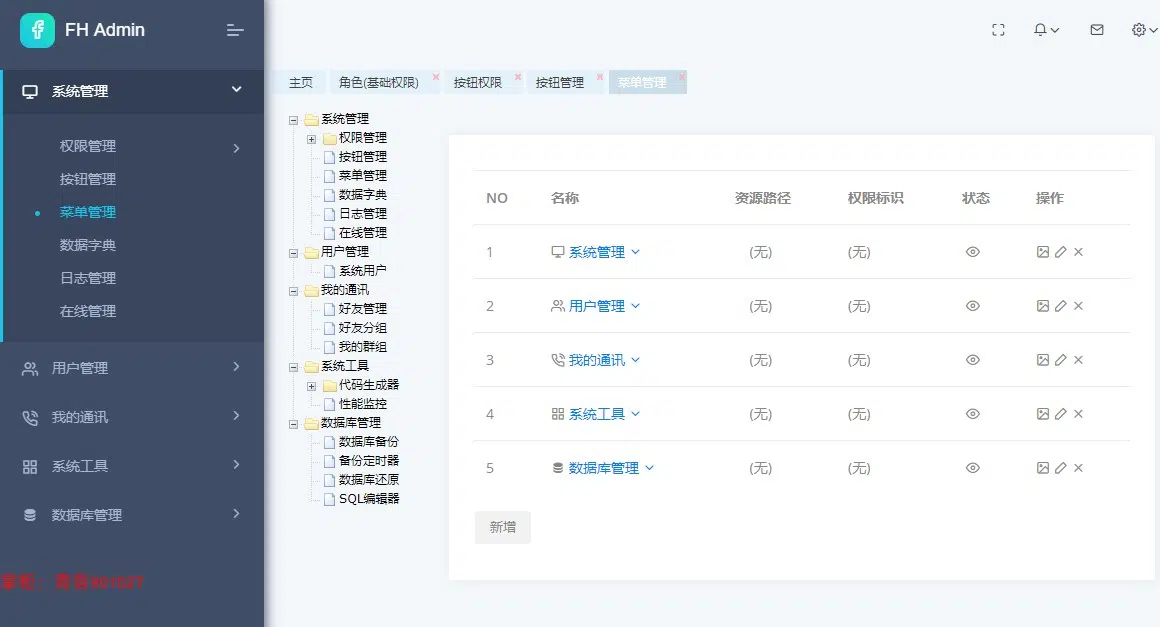 FH Admin
系统管理
权限管理
按钮管理
菜单管理
数据字典
日志管理
在线管理
用户管理
我的通讯
系统工具
数据库管理
主页
角色(基础权限)
按钮权限
按钮管理
菜单管理
系统管理
权限管理
按钮管理
菜单管理
数据字典
日志管理
在线管理
用户管理
系统用户
我的通讯
好友管理
好友分组
我的群组
系统工具
代码生成器
性能监控
数据库管理
数据库备份
备份定时器
数据库还原
SQL编辑器
NO 名称 资源路径 权限标识 状态 操作
1 系统管理 (无) (无)
2 用户管理 (无) (无)
3 我的通讯 (无) (无)
4 系统工具 (无) (无)
5 数据库管理 (无) (无)
新增